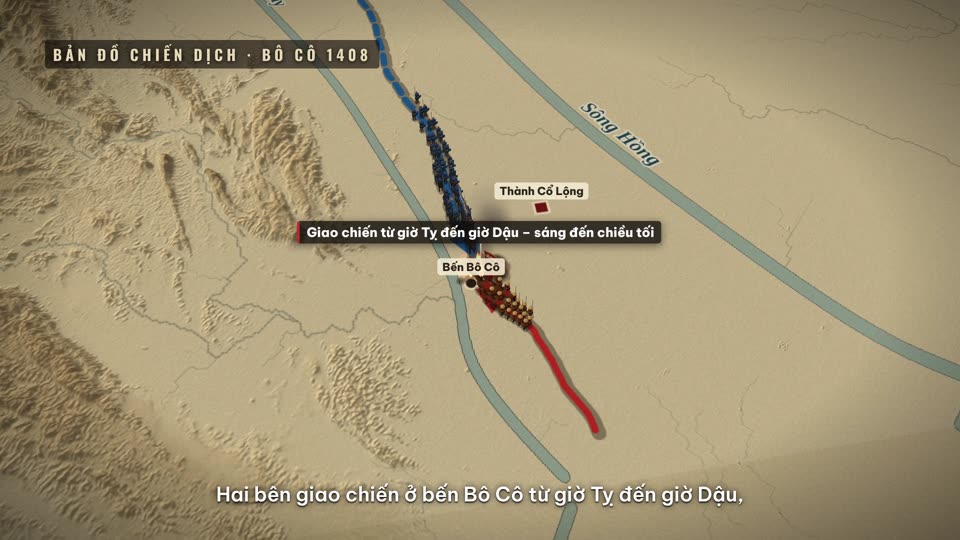 BẢN ĐỒ CHIẾN DỊCH · BÔ CÔ 1408
Sông Hồng
Thành Cổ Lộng
Giao chiến từ giờ Tỵ đến giờ Dậu – sáng đến chiều tối
Bến Bô Cô
Hai bên giao chiến ở bến Bô Cô từ giờ Tỵ đến giờ Dậu,